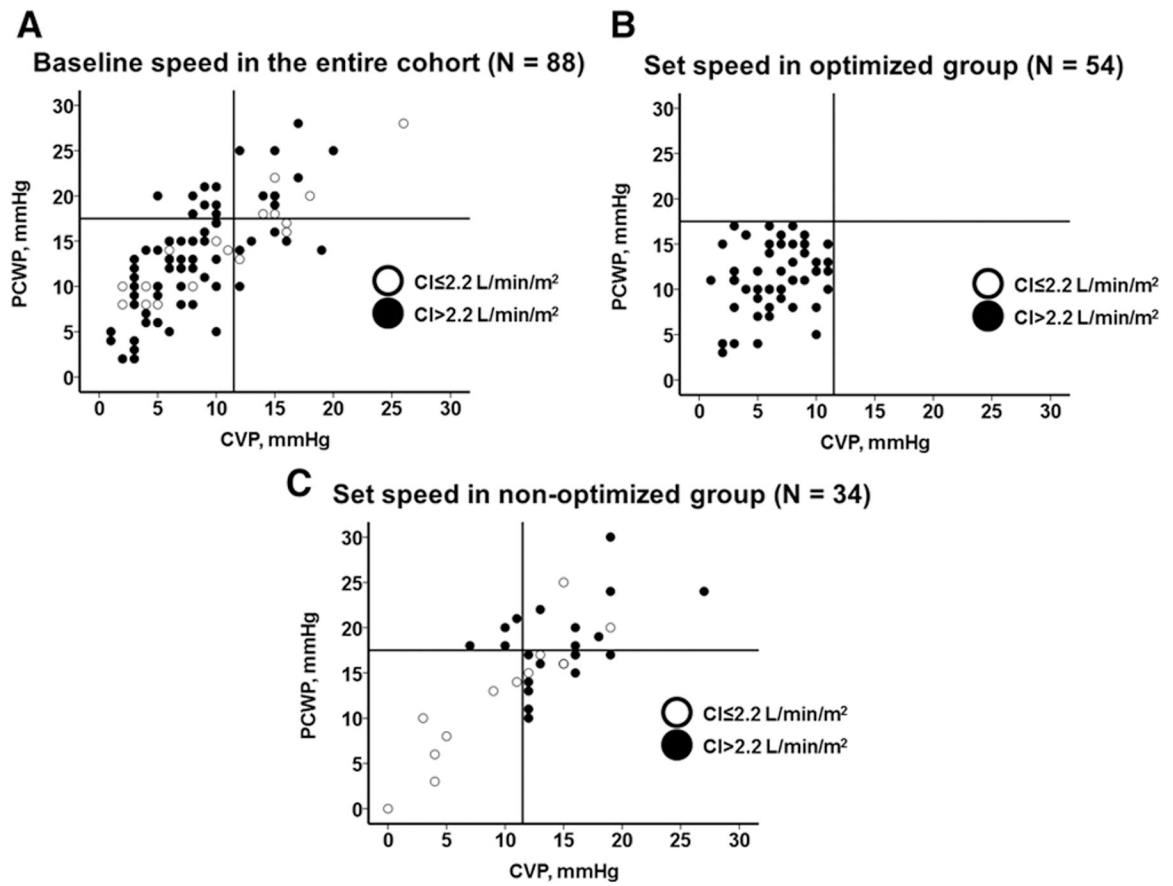 A
Baseline speed in the entire cohort (N = 88)
PCWP, mmHg
30
25
20
15
10
5
0
0 5 10 15 20 25 30
CVP, mmHg
CI≤2.2 L/min/m²
CI>2.2 L/min/m²
B
Set speed in optimized group (N = 54)
PCWP, mmHg
30
25
20
15
10
5
0
0 5 10 15 20 25 30
CVP, mmHg
CI≤2.2 L/min/m²
CI>2.2 L/min/m²
C
Set speed in non-optimized group (N = 34)
PCWP, mmHg
30
25
20
15
10
5
0
0 5 10 15 20 25 30
CVP, mmHg
CI≤2.2 L/min/m²
CI>2.2 L/min/m²